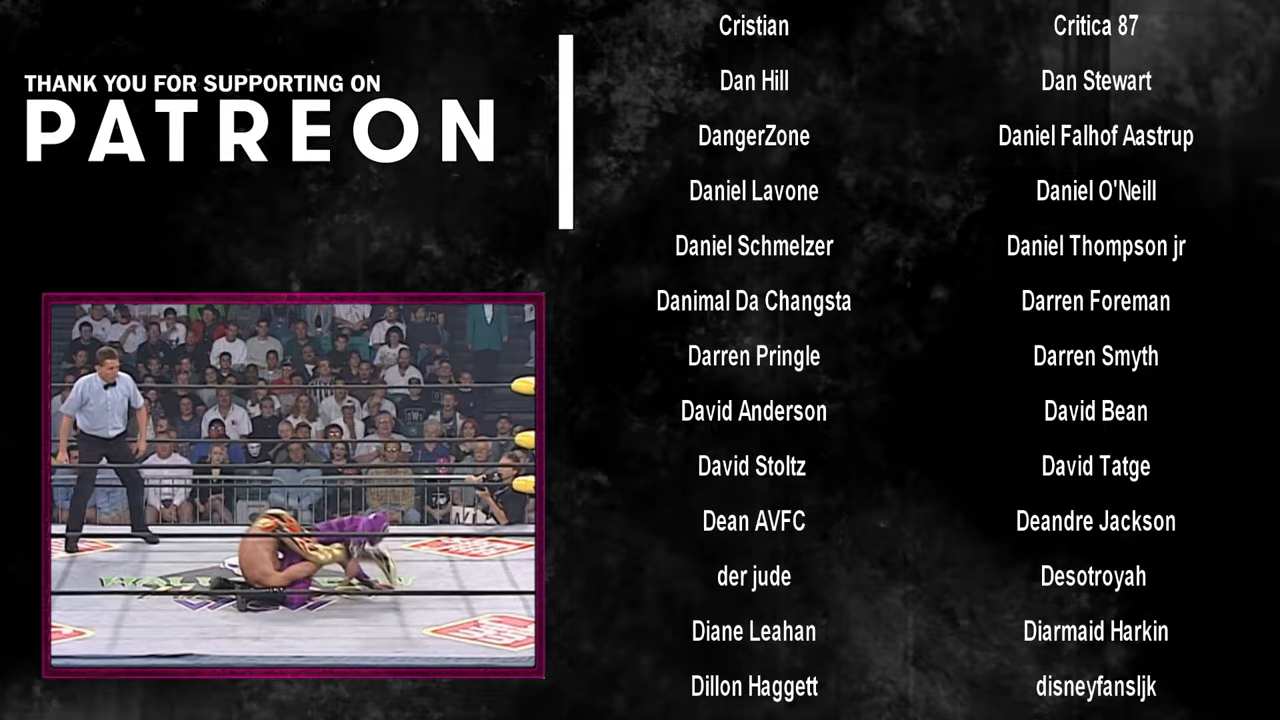 THANK YOU FOR SUPPORTING ON
PATREON
Cristian
Critica 87
Dan Hill
Dan Stewart
DangerZone
Daniel Falhof Aastrup
Daniel Lavone
Daniel O'Neill
Daniel Schmelzer
Daniel Thompson jr
Danimal Da Changsta
Darren Foreman
Darren Pringle
Darren Smyth
David Anderson
David Bean
David Stoltz
David Tatge
Dean AVFC
Deandre Jackson
der jude
Desotroyah
Diane Leahan
Diarmaid Harkin
Dillon Haggett
disneyfansljk